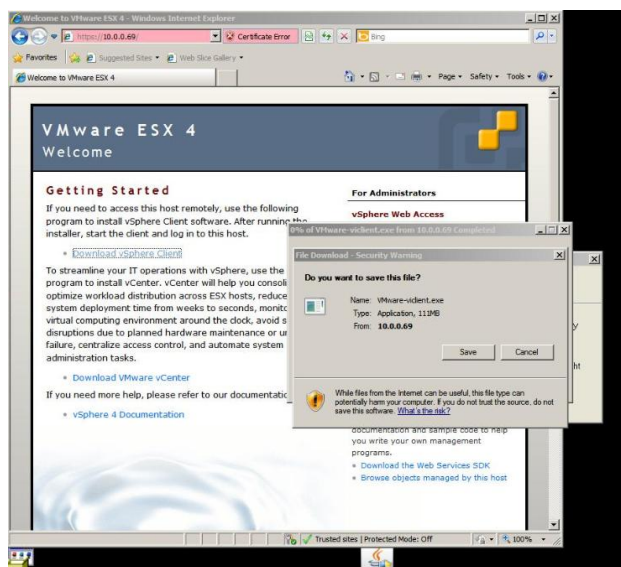 Welcome to VMware ESX 4 - Windows Internet Explorer
https://10.0.0.69/
Certificate Error
Bing
Favorites
Suggested Sites
Web Slice Gallery
Welcome to VMware ESX 4
Page
Safety
Tools
VMware ESX 4
Welcome
Getting Started
If you need to access this host remotely, use the following
program to install vSphere Client software. After running the
installer, start the client and log in to this host.
Download vSphere Client
To streamline your IT operations with vSphere, use the
program to install vCenter. vCenter will help you
optimize workload distribution across ESX hosts, reduce
system deployment time from weeks to seconds,
virtual computing environment around the clock, avoid
disruptions due to planned hardware maintenance or
failure, centralize access control, and automate system
administration tasks.
Download VMware vCenter
If you need more help, please refer to our
vSphere 4 Documentation
For Administrators
vSphere Web Access
0% of VMware-viclient.exe from 10.0.0.69 Completed
File Download - Security Warning
Do you want to save this file?
Name: VMware-viclient.exe
Type: Application, 111MB
From: 10.0.0.69
Save
Cancel
While files from the Internet can be useful, this file type can
potentially harm your computer. If you do not trust the source, do not
save this software. What's the risk?
documentation and sample code to help
you write your own management
programs.
Download the Web Services SDK
Browse objects managed by this host
Trusted sites | Protected Mode: Off
100%